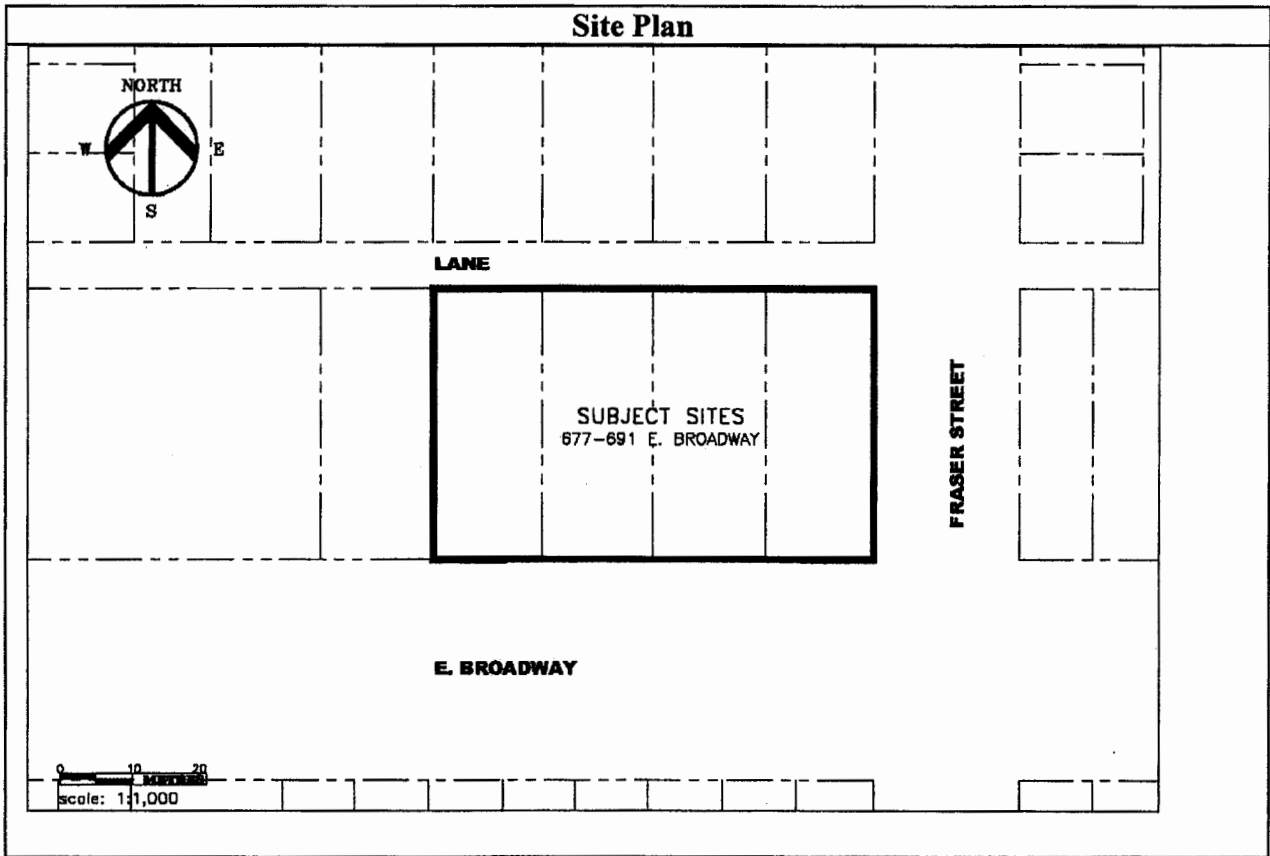 Site Plan
NORTH
W
E
S
LANE
SUBJECT SITES
677-691 E. BROADWAY
FRASER STREET
E. BROADWAY
0 10 20
METRES
scale: 1:1,000